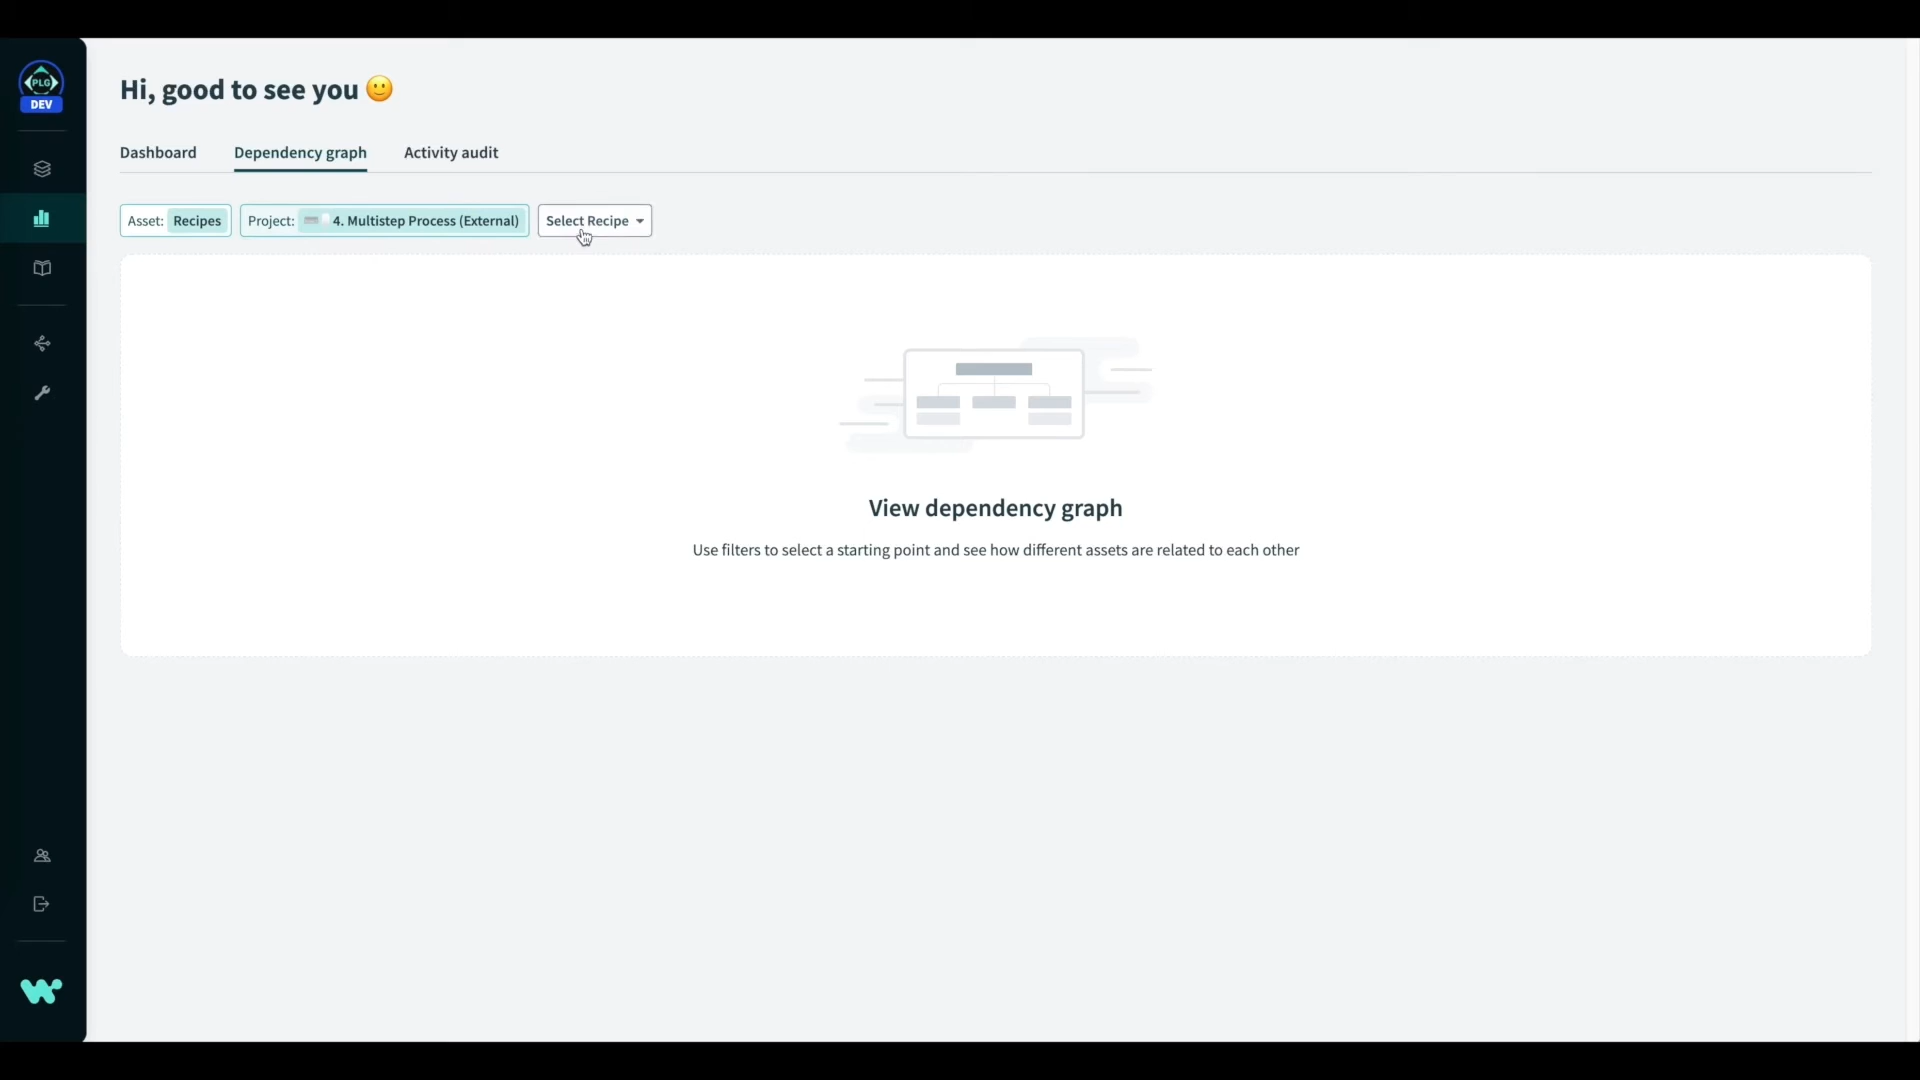 PLG
DEV
Hi, good to see you 🙂
Dashboard
Dependency graph
Activity audit
Asset: Recipes
Project: 4. Multistep Process (External)
Select Recipe
View dependency graph
Use filters to select a starting point and see how different assets are related to each other